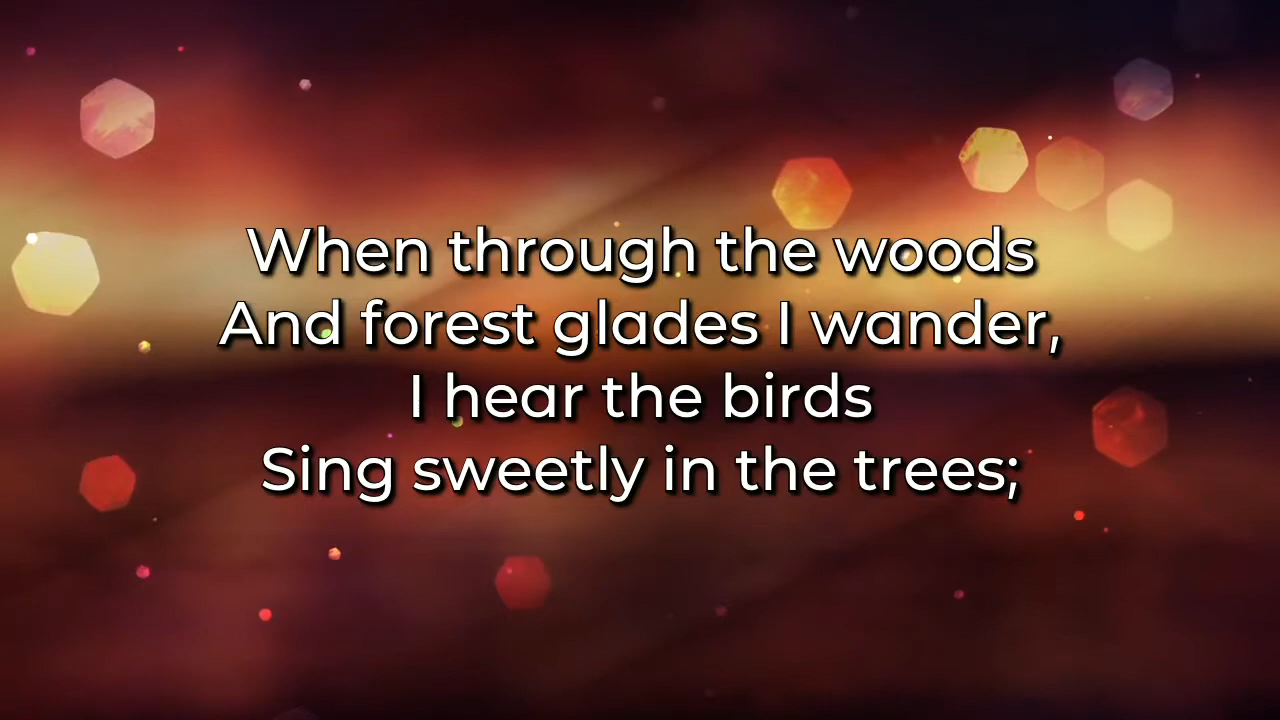 When through the woods
And forest glades I wander,
I hear the birds
Sing sweetly in the trees;